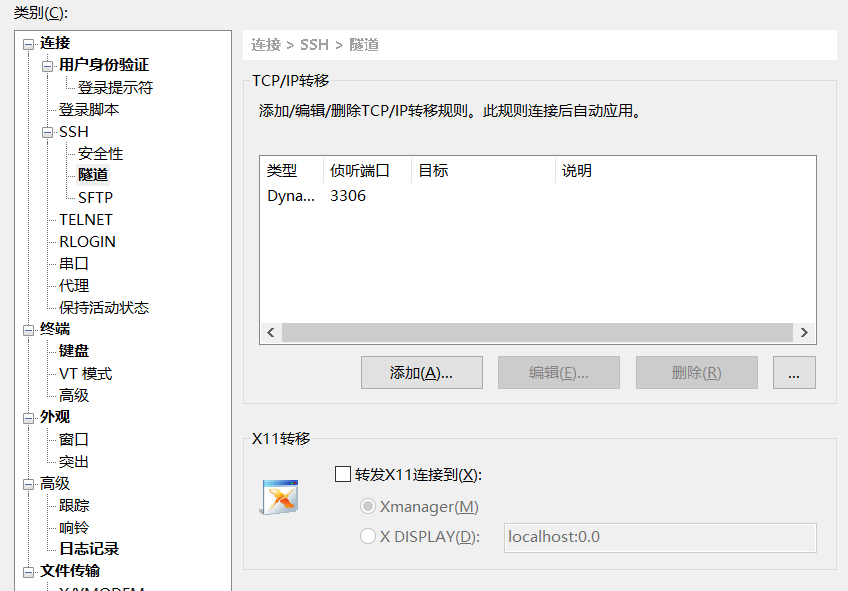 类别(C):
连接
用户身份验证
登录提示符
登录脚本
SSH
安全性
隧道
SFTP
TELNET
RLOGIN
串口
代理
保持活动状态
终端
键盘
VT 模式
高级
外观
窗口
突出
高级
跟踪
响铃
日志记录
文件传输
X/YMODEM
连接 > SSH > 隧道
TCP/IP转移
添加/编辑/删除TCP/IP转移规则。此规则连接后自动应用。
类型 侦听端口 目标 说明
Dyna... 3306
添加(A)... 编辑(E)... 删除(R) ...
X11转移
转发X11连接到(X):
Xmanager(M)
X DISPLAY(D): localhost:0.0